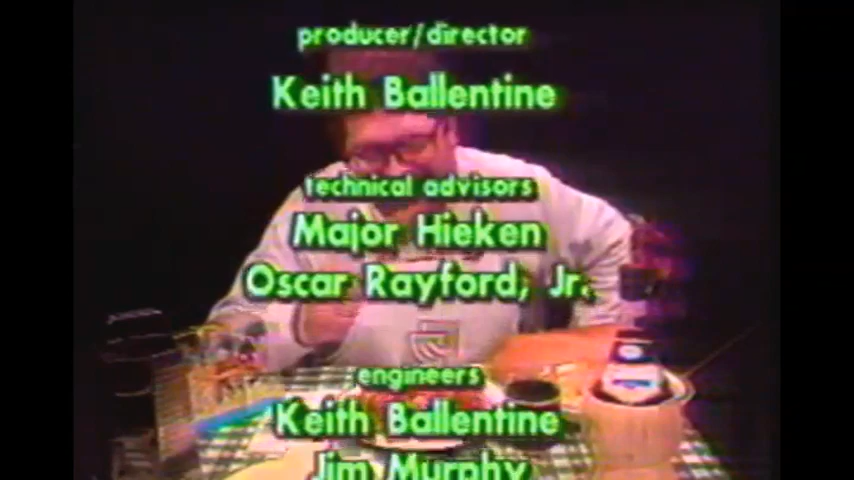 producer/director
Keith Ballentine
technical advisors
Major Hieken
Oscar Rayford, Jr.
engineers
Keith Ballentine
Jim Murphy